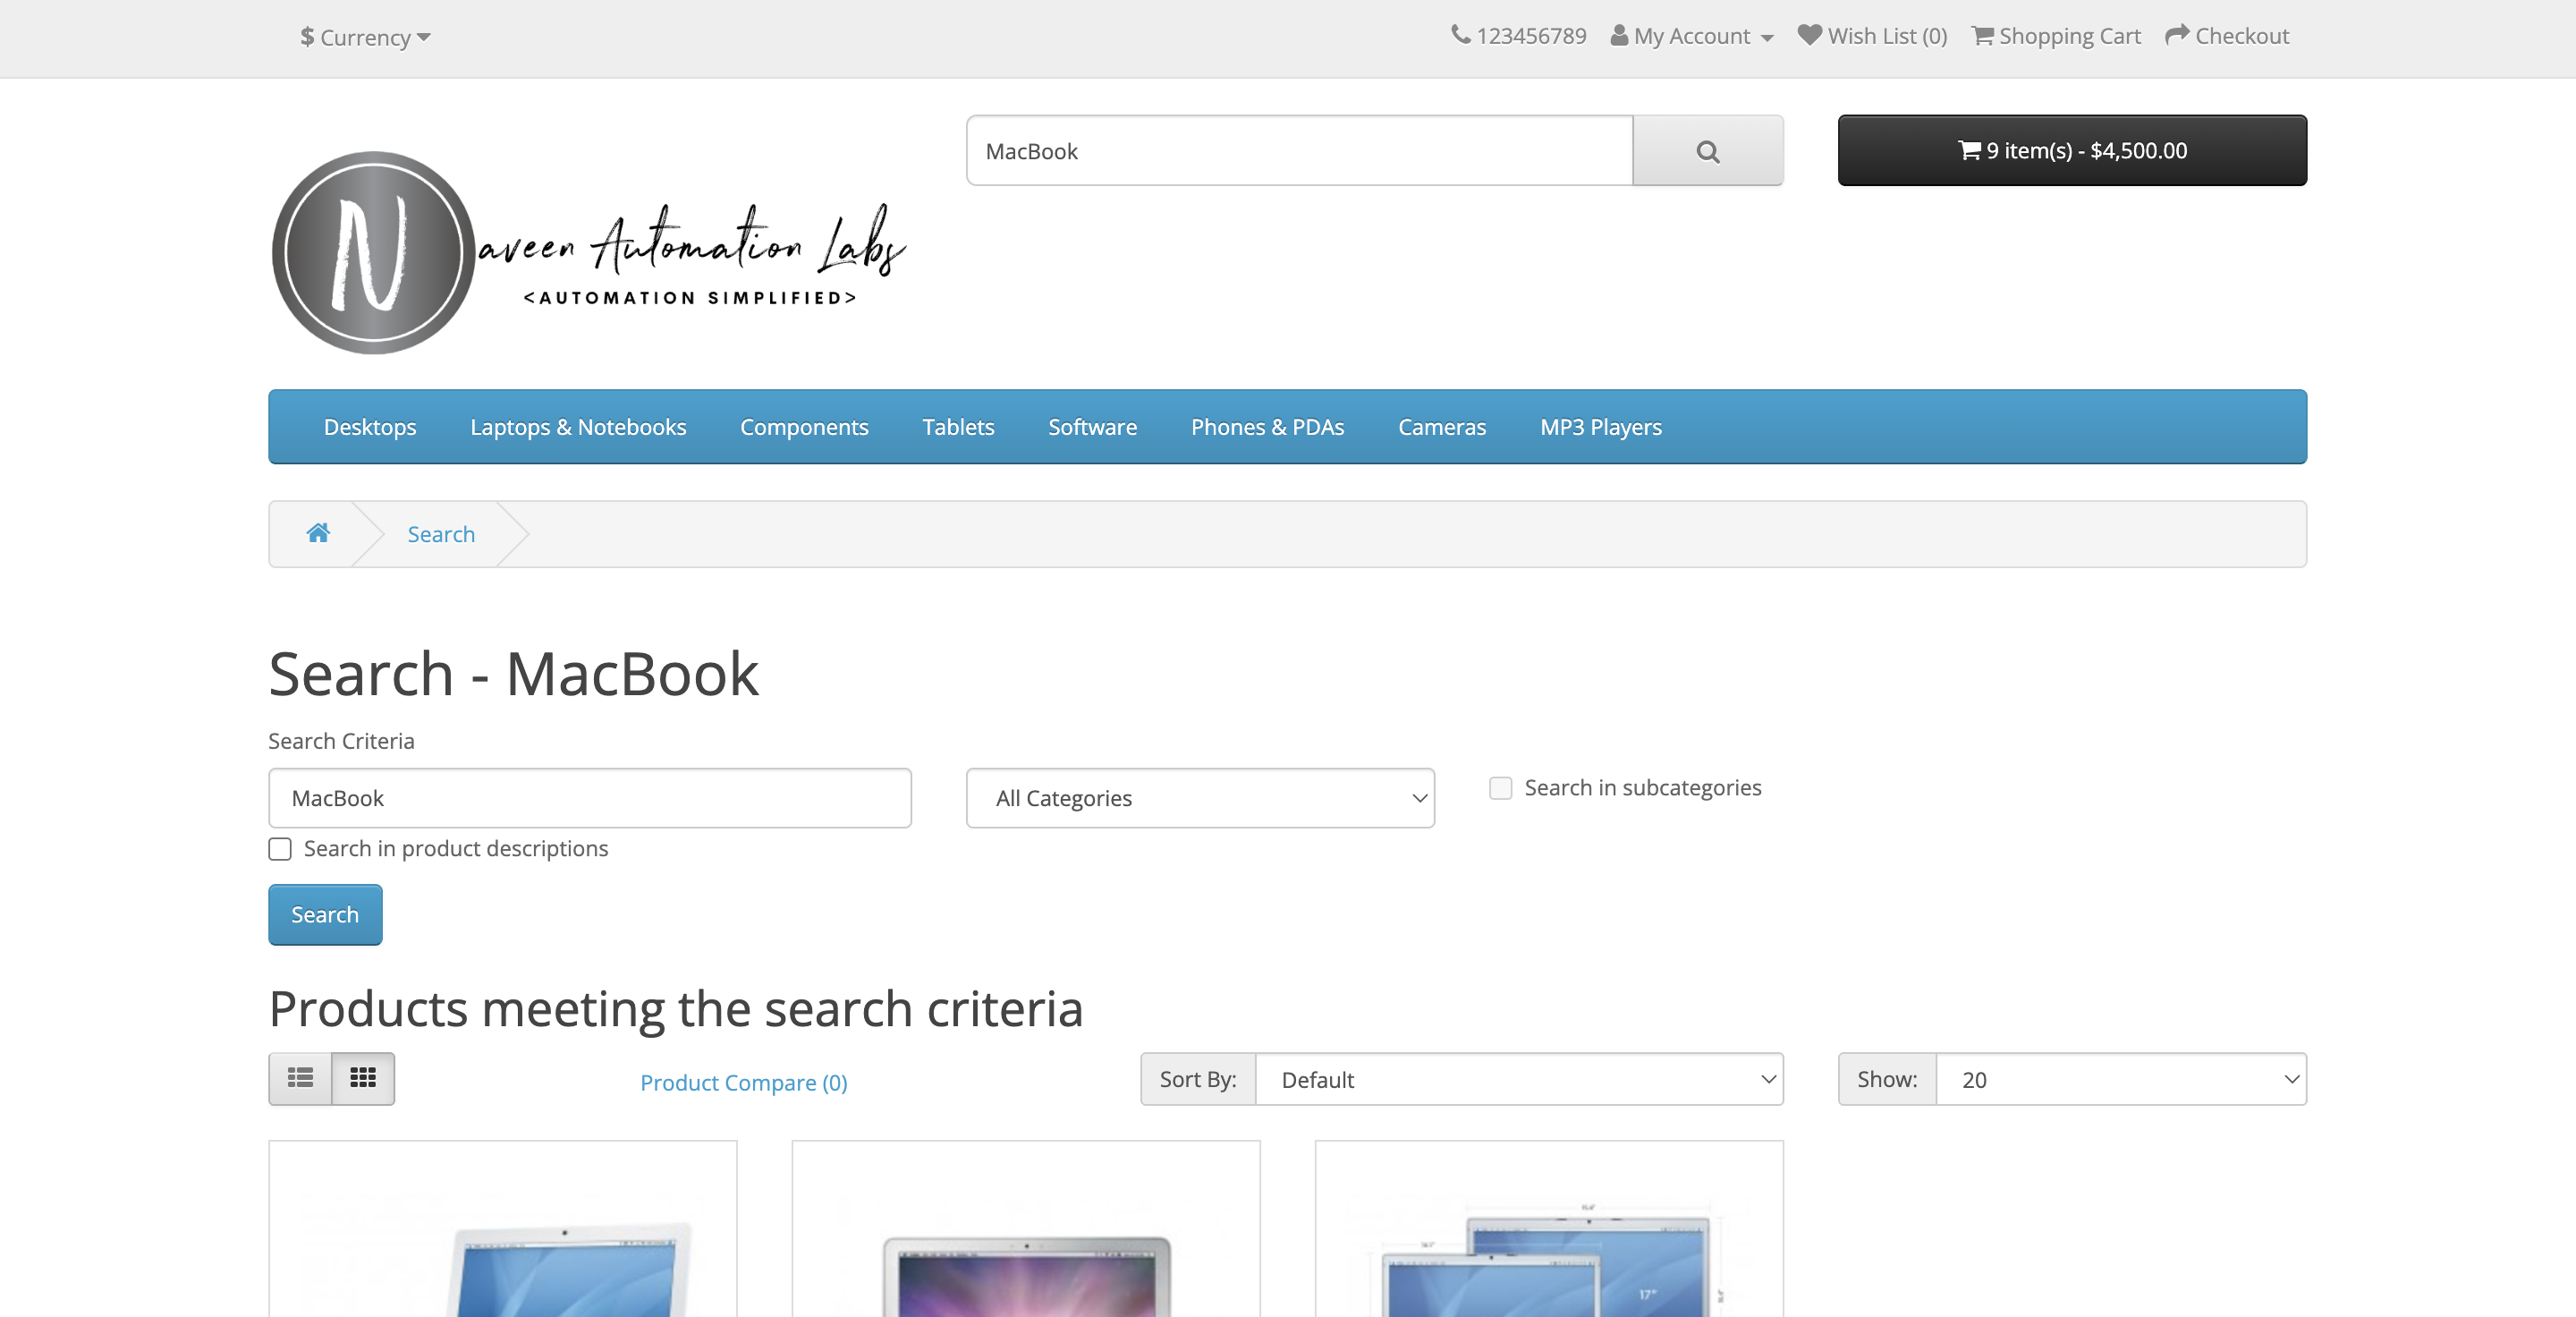 $ Currency
123456789 My Account Wish List (0) Shopping Cart Checkout
MacBook
9 item(s) - $4,500.00
N
aveen Automation Labs
<AUTOMATION SIMPLIFIED>
Desktops Laptops & Notebooks Components Tablets Software Phones & PDAs Cameras MP3 Players
Search
Search - MacBook
Search Criteria
MacBook
All Categories
Search in subcategories
Search in product descriptions
Search
Products meeting the search criteria
Product Compare (0)
Sort By: Default
Show: 20
17"